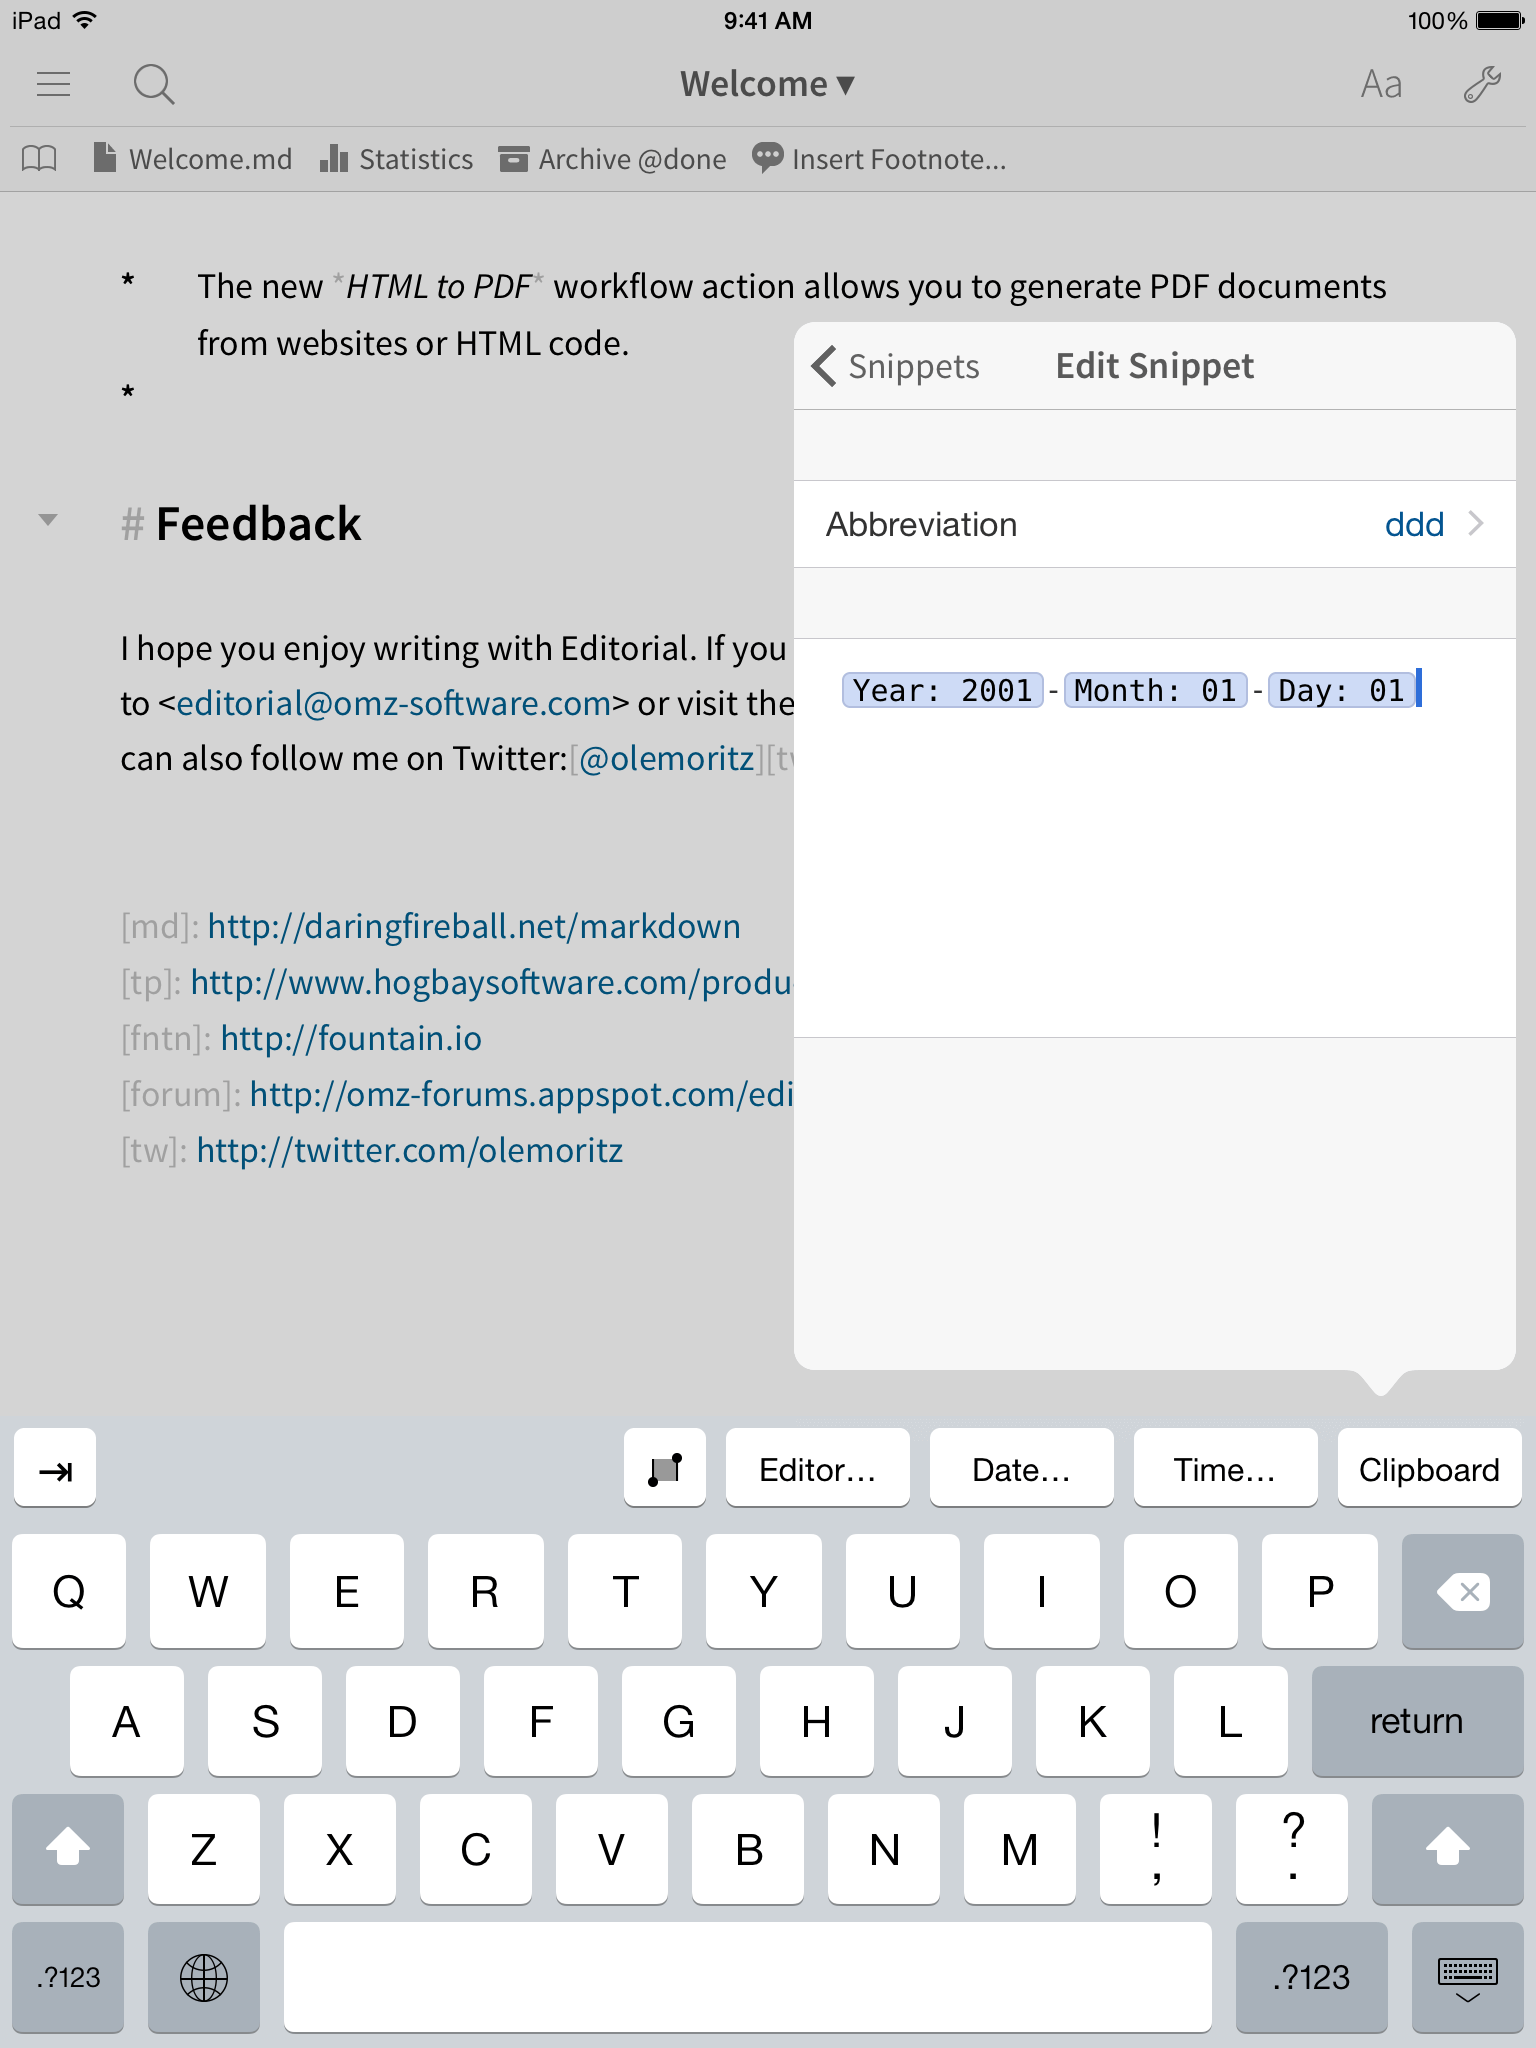 iPad 9:41 AM 100%
Welcome ▾ Aa
Welcome.md Statistics Archive @done Insert Footnote...
* The new *HTML to PDF* workflow action allows you to generate PDF documents
from websites or HTML code.
*
# Feedback
I hope you enjoy writing with Editorial. If you
to <editorial@omz-software.com> or visit the
can also follow me on Twitter:[@olemoritz][tw
[md]: http://daringfireball.net/markdown
[tp]: http://www.hogbaysoftware.com/produ
[fntn]: http://fountain.io
[forum]: http://omz-forums.appspot.com/edi
[tw]: http://twitter.com/olemoritz
Snippets Edit Snippet
Abbreviation ddd
Year: 2001 - Month: 01 - Day: 01
Editor... Date... Time... Clipboard
Q W E R T Y U I O P
A S D F G H J K L return
Z X C V B N M ! , ? .
.?123 .?123